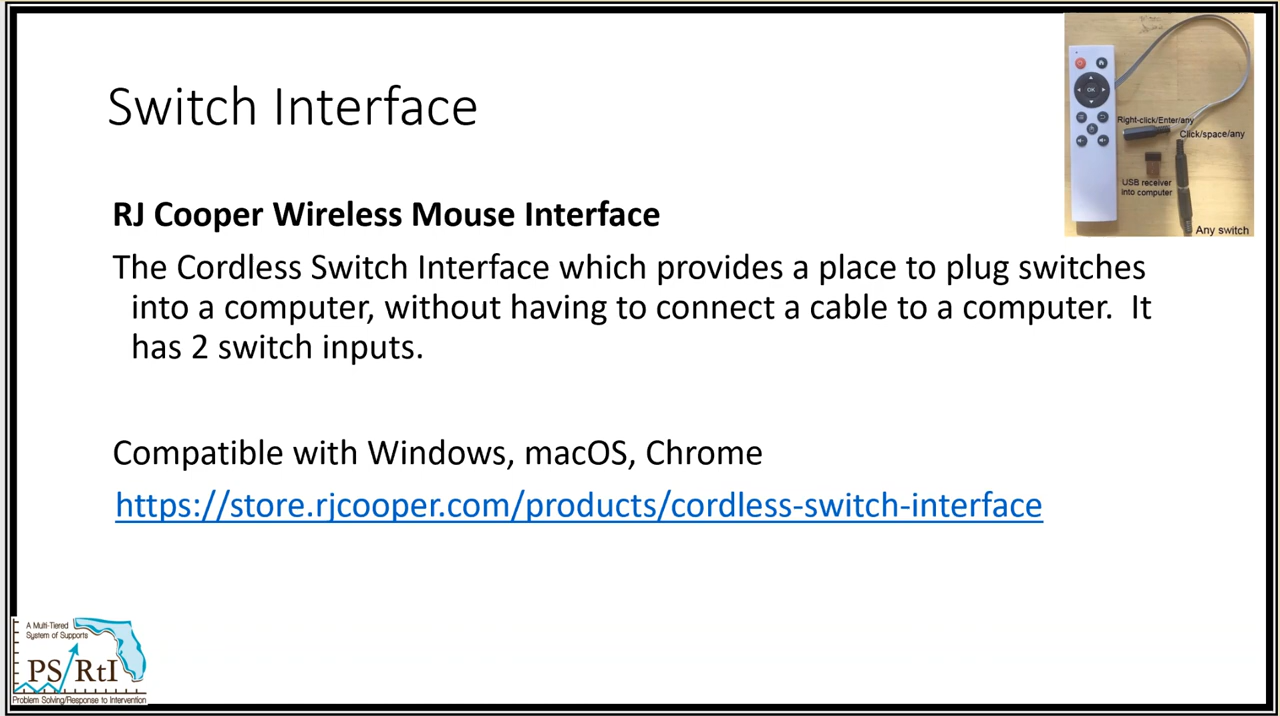 Switch Interface
OK
Right-click/Enter/any
Click/space/any
USB receiver
into computer
Any switch
RJ Cooper Wireless Mouse Interface
The Cordless Switch Interface which provides a place to plug switches
into a computer, without having to connect a cable to a computer.  It
has 2 switch inputs.
Compatible with Windows, macOS, Chrome
https://store.rjcooper.com/products/cordless-switch-interface
A Multi-Tiered
System of Supports
PS/RtI
Problem Solving/Response to Intervention